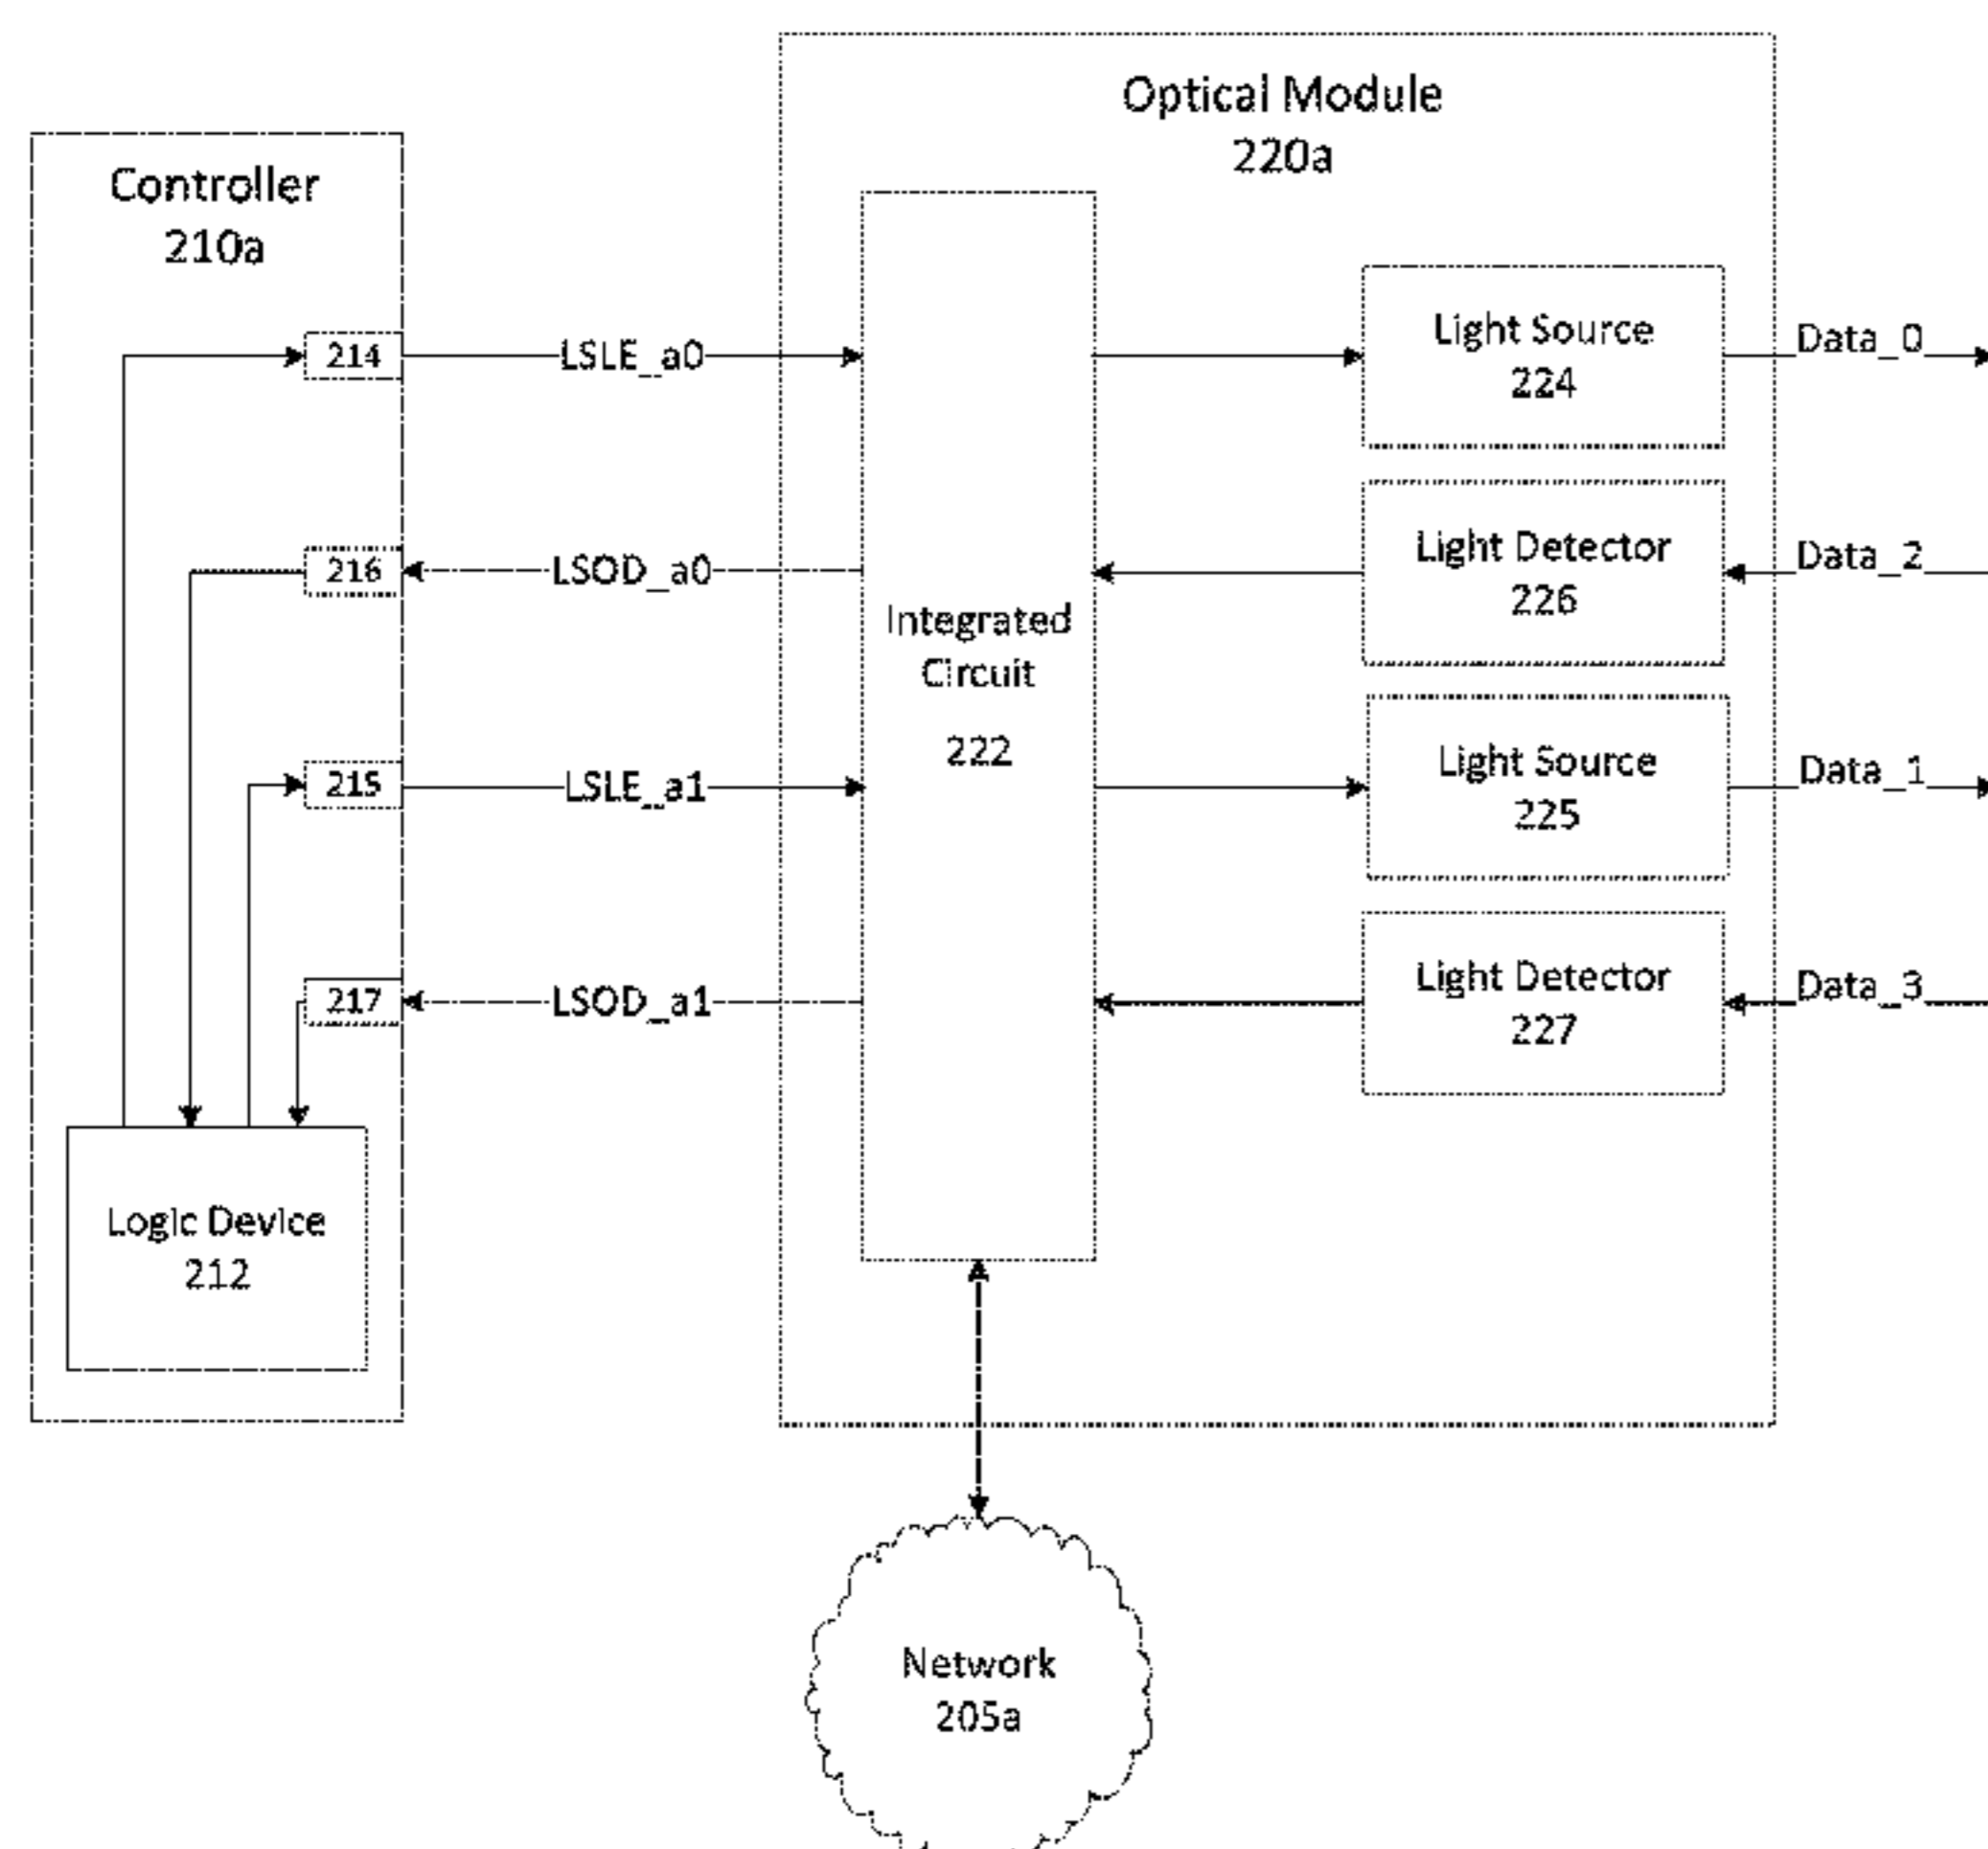 Optical Module
220a
Controller
210a
214
LSLE_a0
Light Source
224
Data_0
216
LSOD_a0
Light Detector
226
Data_2
Integrated
Circuit
222
215
LSLE_a1
Light Source
225
Data_1
217
LSOD_a1
Light Detector
227
Data_3
Logic Device
212
Network
205a